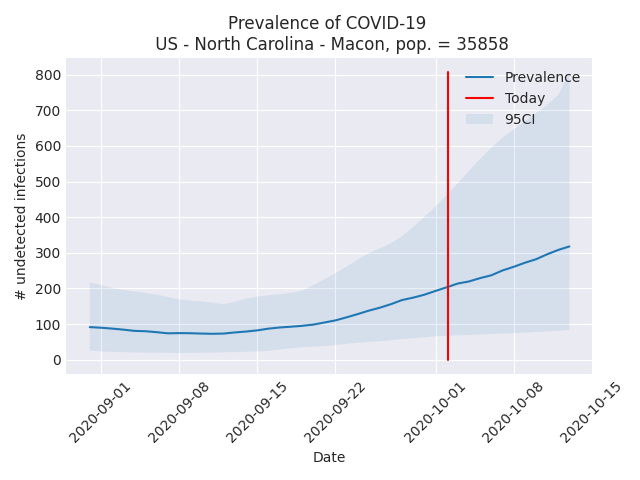 Prevalence of COVID-19
US - North Carolina - Macon, pop. = 35858
800
700
600
500
400
300
200
100
0
# undetected infections
Prevalence
Today
95CI
2020-09-01
2020-09-08
2020-09-15
2020-09-22
2020-10-01
2020-10-08
2020-10-15
Date